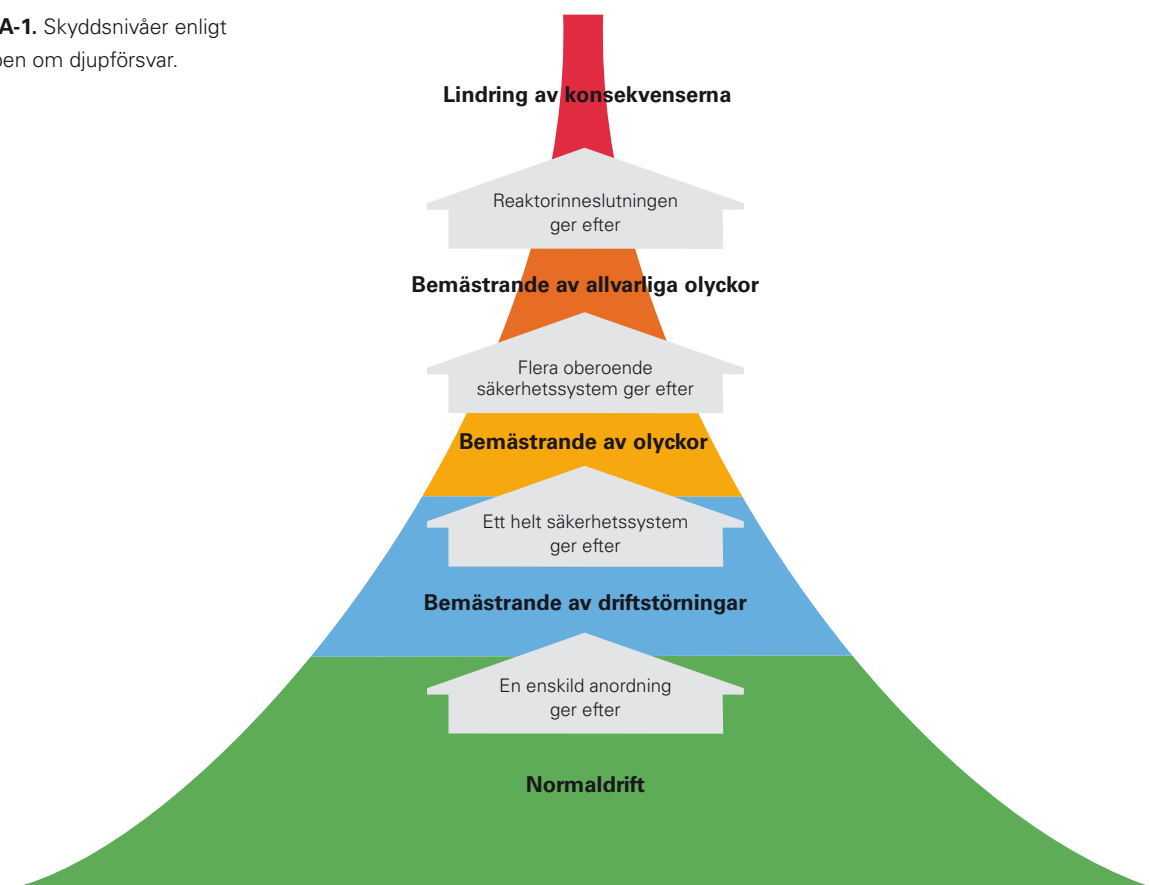 A-1. Skyddsnivåer enligt
pen om djupförsvar.
Lindring av konsekvenserna
Reaktorinneslutningen
ger efter
Bemästrande av allvarliga olyckor
Flera oberoende
säkerhetssystem ger efter
Bemästrande av olyckor
Ett helt säkerhetssystem
ger efter
Bemästrande av driftstörningar
En enskild anordning
ger efter
Normaldrift